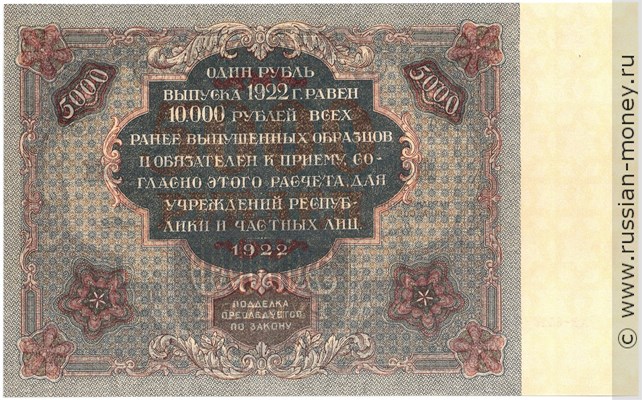 5000
5000
ОДИН РУБЛЬ
ВЫПУСКА 1922 Г. РАВЕН
10.000 РУБЛЕЙ ВСЕХ
РАНЕЕ ВЫПУЩЕННЫХ ОБРАЗЦОВ
И ОБЯЗАТЕЛЕН К ПРИЕМУ, СО-
ГЛАСНО ЭТОГО РАСЧЕТА, ДЛЯ
УЧРЕЖДЕНИЙ РЕСПУБ-
ЛИКИ И ЧАСТНЫХ ЛИЦ.
1922
ПОДДЕЛКА
ПРЕСЛЕДУЕТСЯ
ПО ЗАКОНУ
© www.russian-money.ru